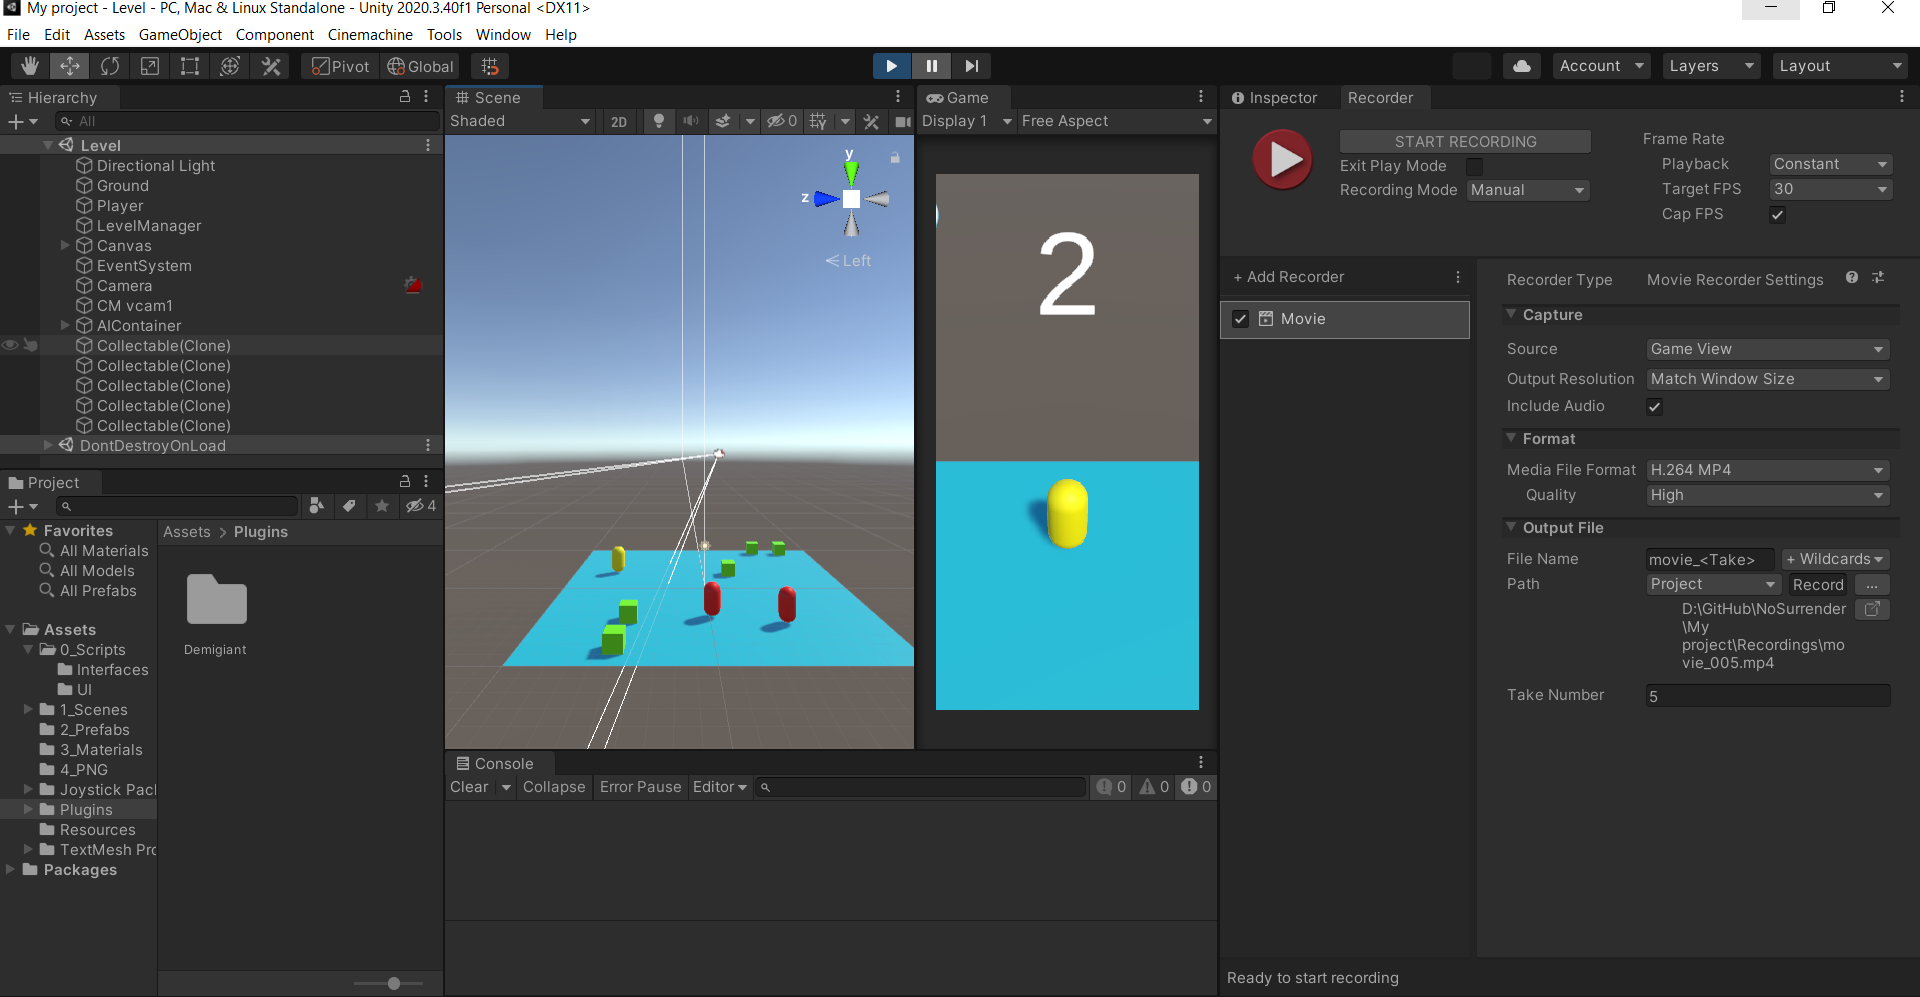 My project - Level - PC, Mac & Linux Standalone - Unity 2020.3.40f1 Personal <DX11>
File Edit Assets GameObject Component Cinemachine Tools Window Help
Pivot Global Account Layers Layout
Hierarchy
All
Level
Directional Light
Ground
Player
LevelManager
Canvas
EventSystem
Camera
CM vcam1
AIContainer
Collectable(Clone)
Collectable(Clone)
Collectable(Clone)
Collectable(Clone)
Collectable(Clone)
DontDestroyOnLoad
Project
4
Favorites
All Materials
All Models
All Prefabs
Assets
0_Scripts
Interfaces
UI
1_Scenes
2_Prefabs
3_Materials
4_PNG
Joystick Pacl
Plugins
Resources
TextMesh Pro
Packages
Assets > Plugins
Demigiant
Scene
Shaded 2D 0
y
z
< Left
Game
Display 1 Free Aspect
2
Console
Clear Collapse Error Pause Editor 0 0 0
Inspector Recorder
START RECORDING
Exit Play Mode
Recording Mode Manual
Frame Rate
Playback Constant
Target FPS 30
Cap FPS
+ Add Recorder
Movie
Recorder Type Movie Recorder Settings
Capture
Source Game View
Output Resolution Match Window Size
Include Audio
Format
Media File Format H.264 MP4
Quality High
Output File
File Name movie_<Take> + Wildcards
Path Project Record ...
D:\GitHub\NoSurrender
\My
project\Recordings\mo
vie_005.mp4
Take Number 5
Ready to start recording